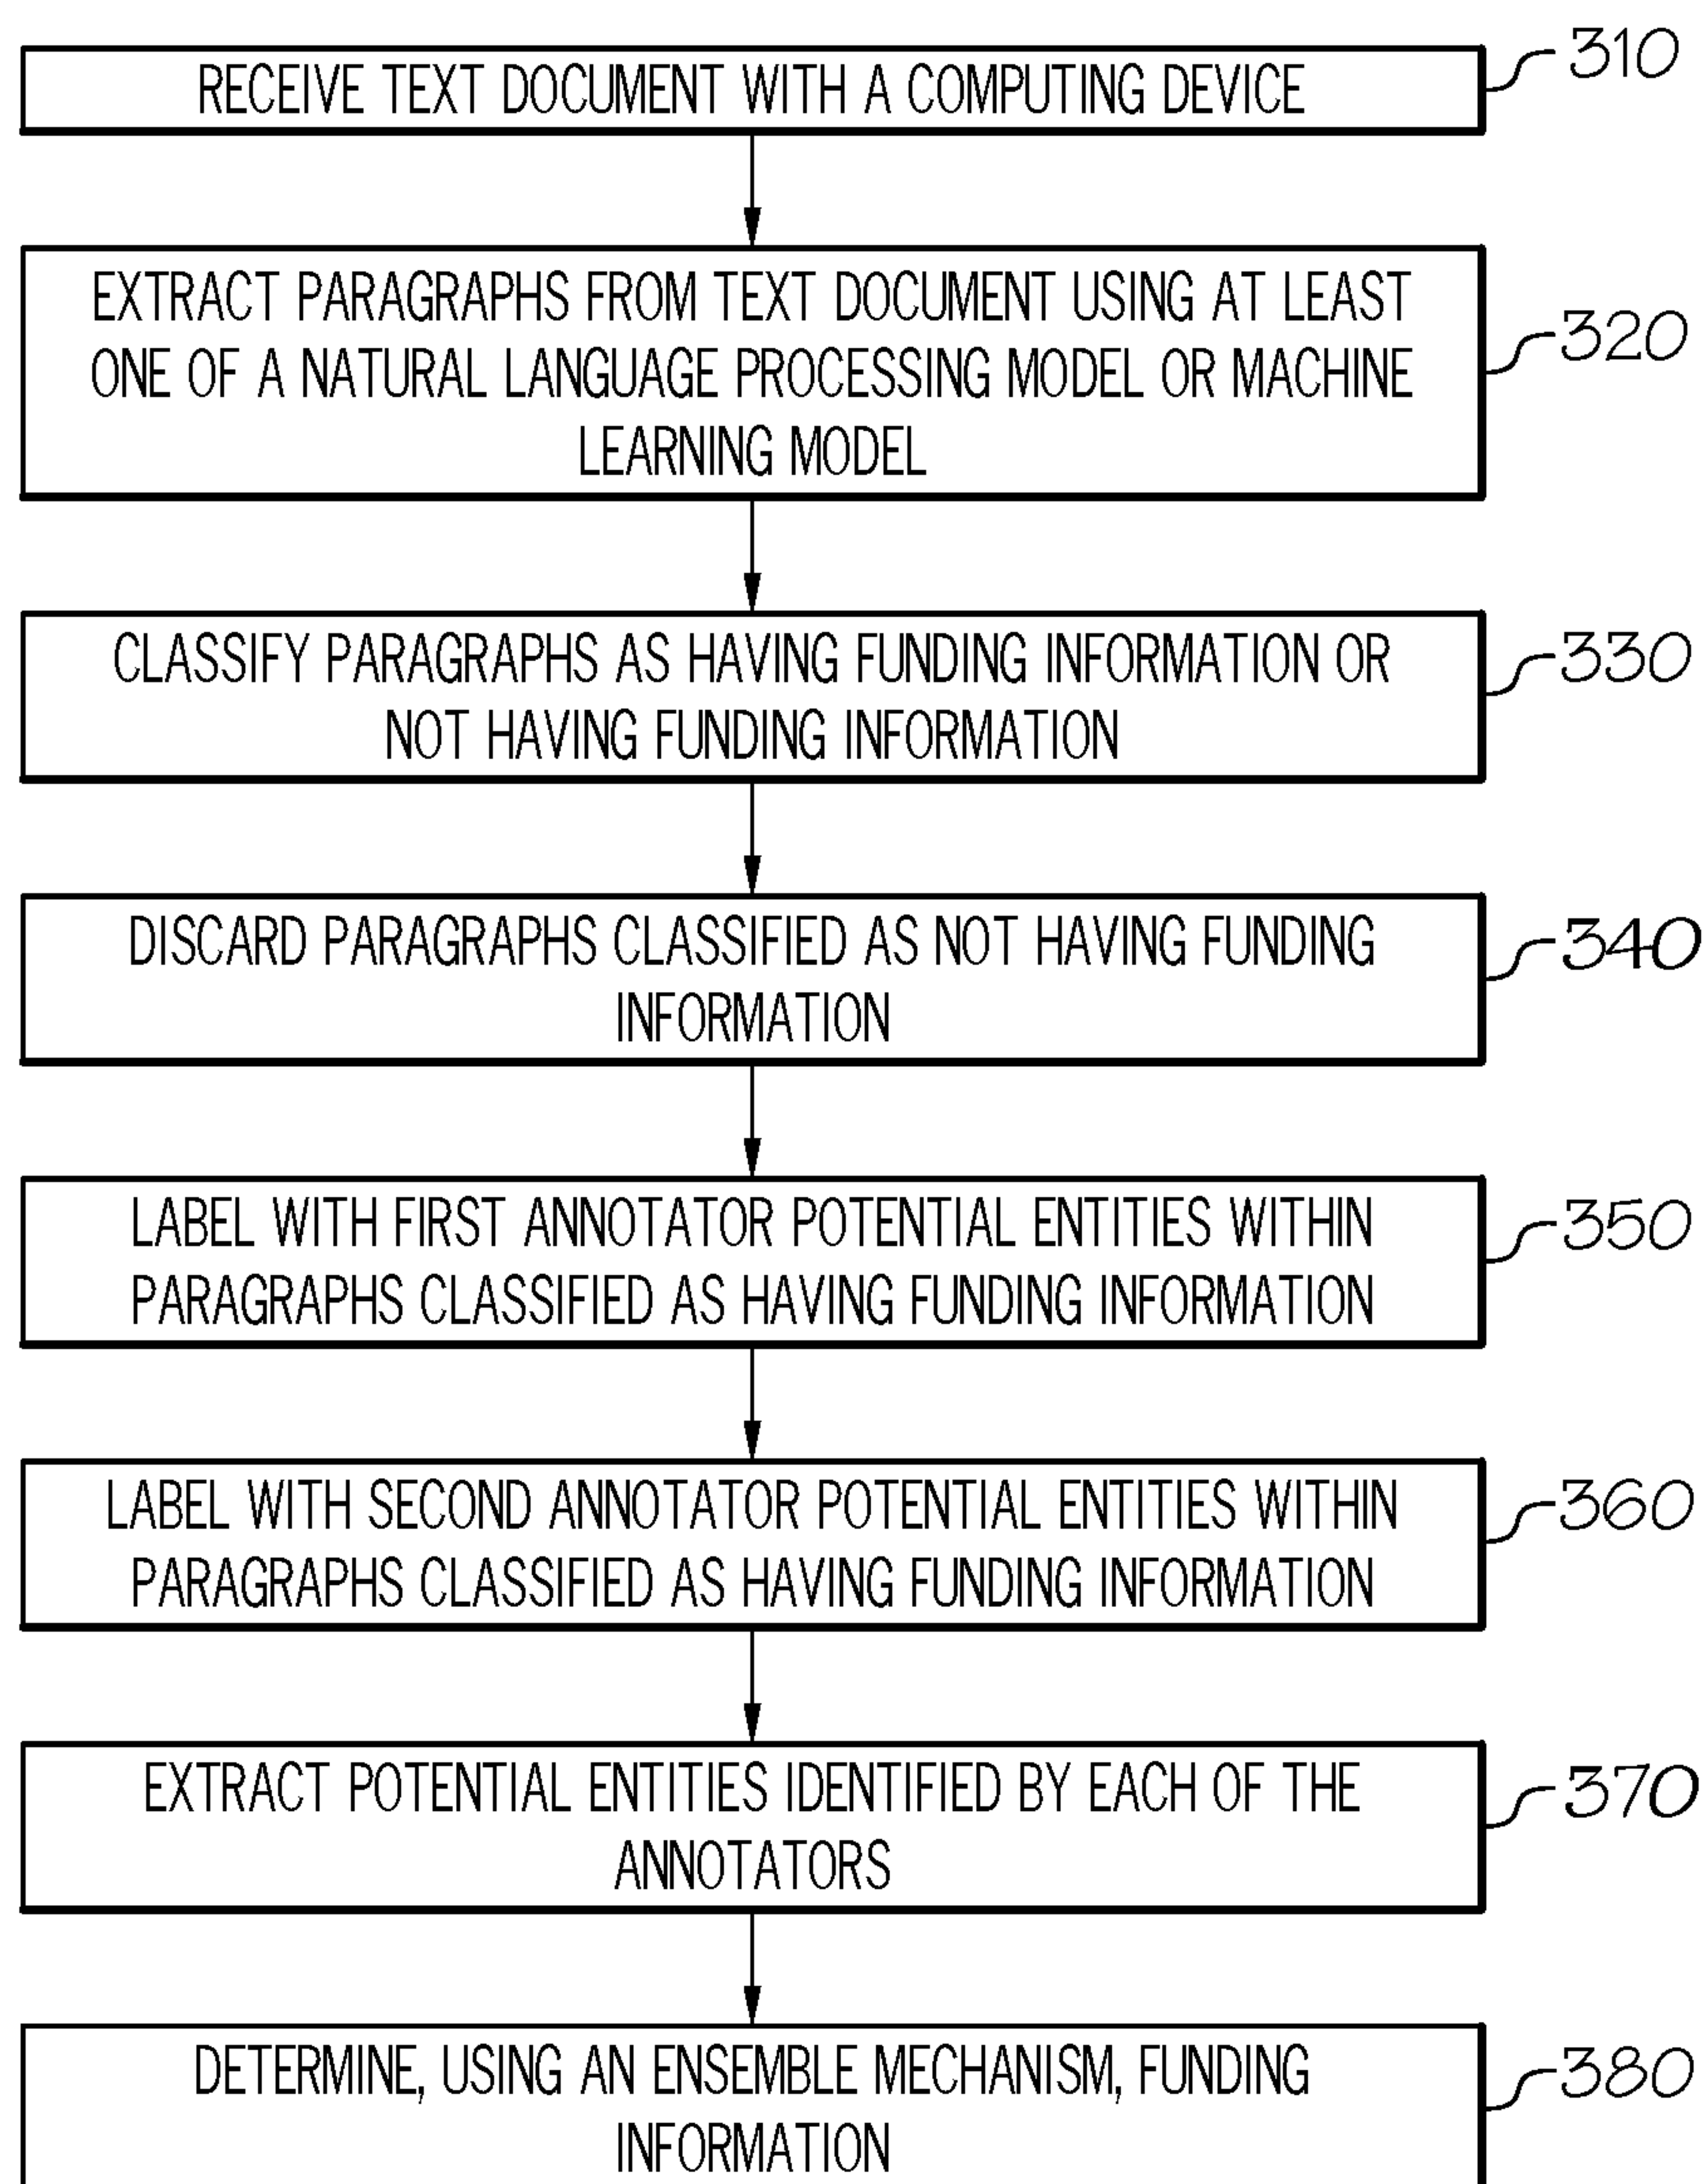 RECEIVE TEXT DOCUMENT WITH A COMPUTING DEVICE
310
EXTRACT PARAGRAPHS FROM TEXT DOCUMENT USING AT LEAST
ONE OF A NATURAL LANGUAGE PROCESSING MODEL OR MACHINE
LEARNING MODEL
320
CLASSIFY PARAGRAPHS AS HAVING FUNDING INFORMATION OR
NOT HAVING FUNDING INFORMATION
330
DISCARD PARAGRAPHS CLASSIFIED AS NOT HAVING FUNDING
INFORMATION
340
LABEL WITH FIRST ANNOTATOR POTENTIAL ENTITIES WITHIN
PARAGRAPHS CLASSIFIED AS HAVING FUNDING INFORMATION
350
LABEL WITH SECOND ANNOTATOR POTENTIAL ENTITIES WITHIN
PARAGRAPHS CLASSIFIED AS HAVING FUNDING INFORMATION
360
EXTRACT POTENTIAL ENTITIES IDENTIFIED BY EACH OF THE
ANNOTATORS
370
DETERMINE, USING AN ENSEMBLE MECHANISM, FUNDING
INFORMATION
380